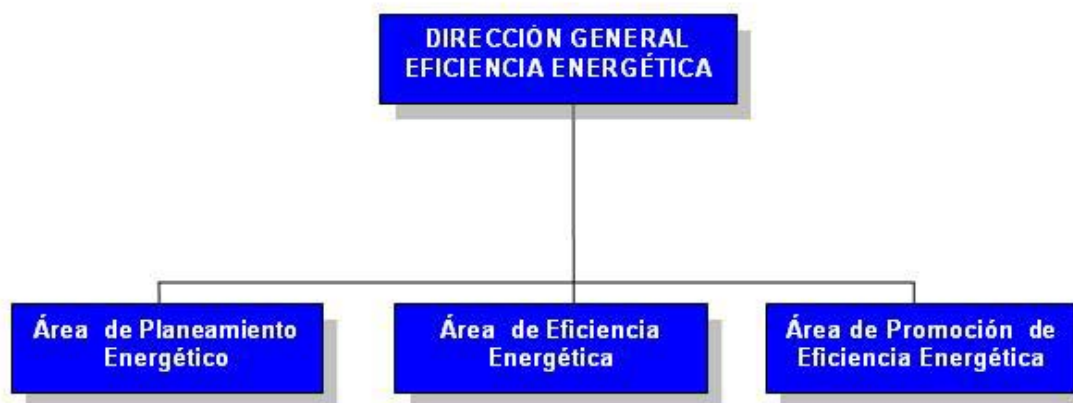 DIRECCIÓN GENERAL
EFICIENCIA ENERGÉTICA
Área de Planeamiento
Energético
Área de Eficiencia
Energética
Área de Promoción de
Eficiencia Energética